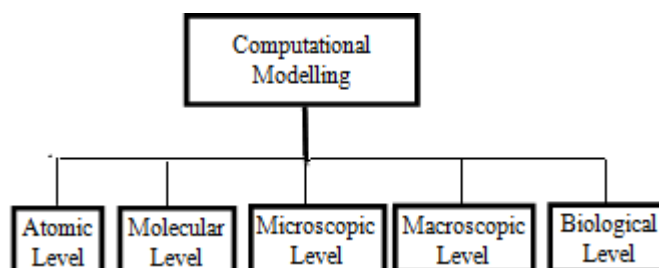 Computational
Modelling
Atomic
Level
Molecular
Level
Microscopic
Level
Macroscopic
Level
Biological
Level